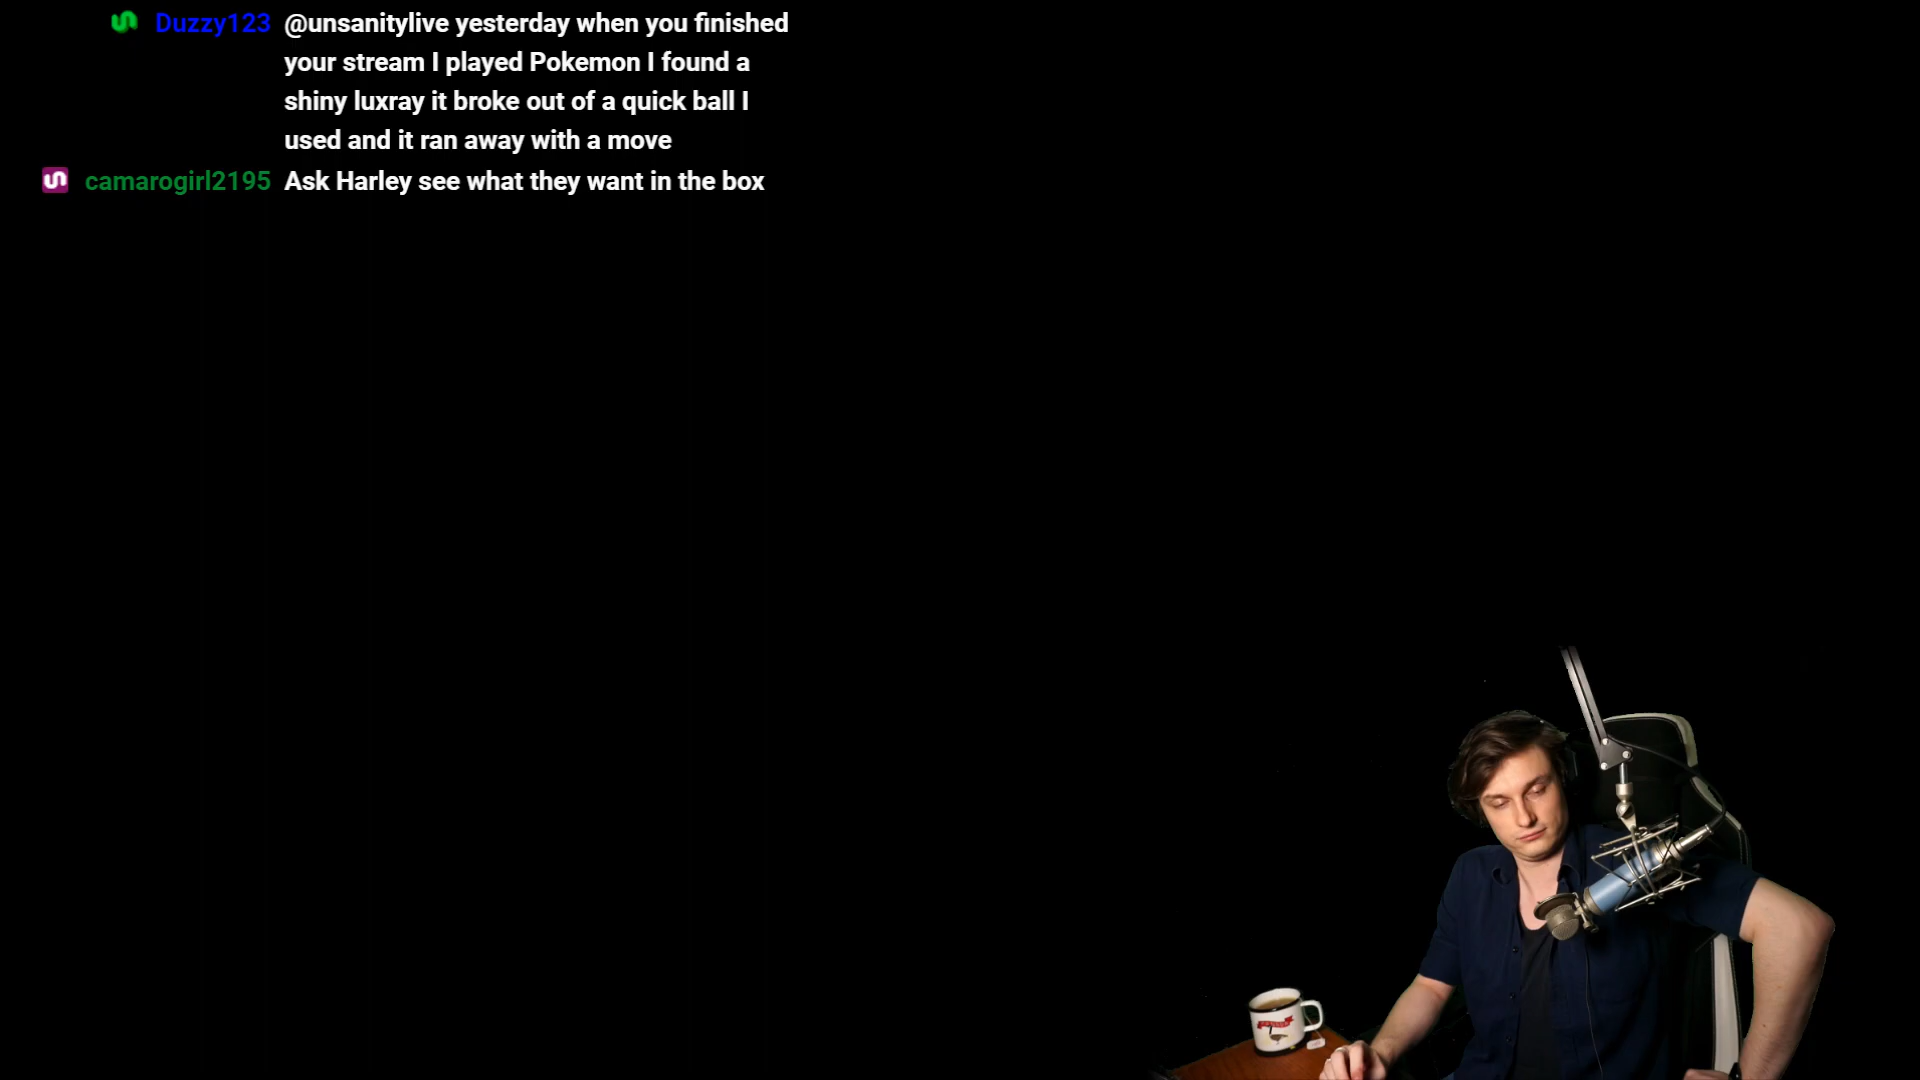 Duzzy123 @unsanitylive yesterday when you finished
your stream I played Pokemon I found a
shiny luxray it broke out of a quick ball I
used and it ran away with a move
camarogirl2195 Ask Harley see what they want in the box